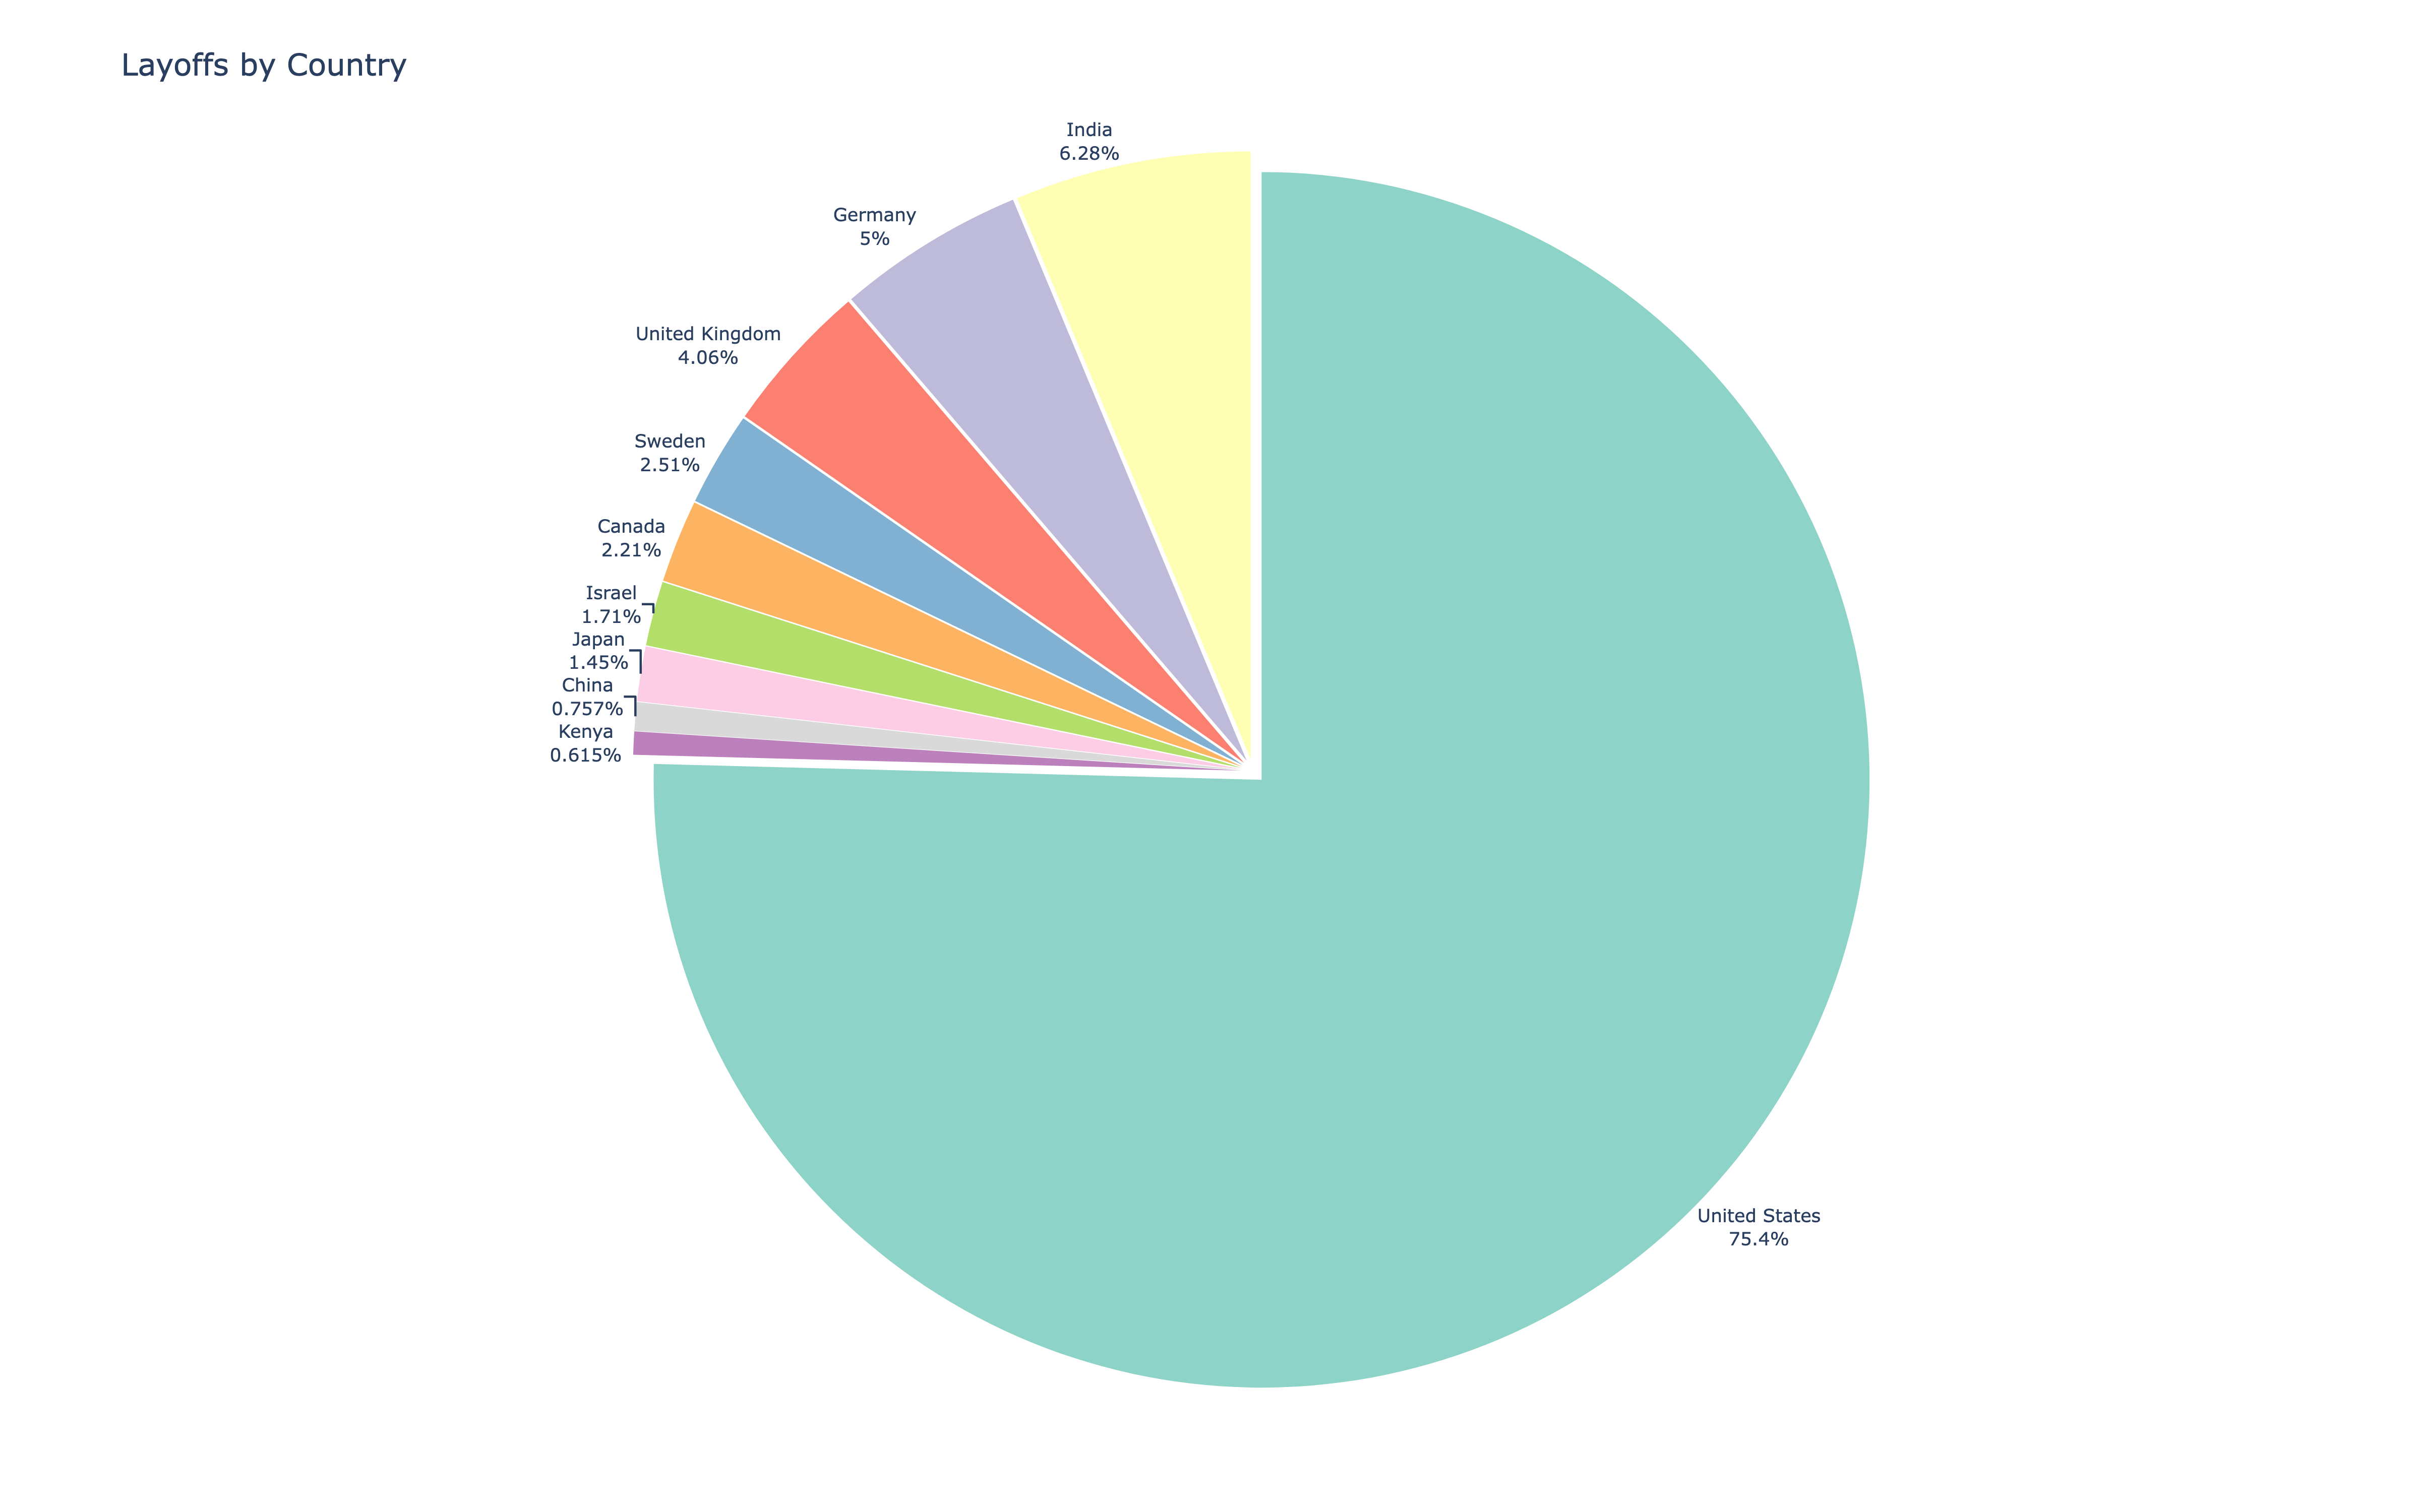 Layoffs by Country
India
6.28%
Germany
5%
United Kingdom
4.06%
Sweden
2.51%
Canada
2.21%
Israel
1.71%
Japan
1.45%
China
0.757%
Kenya
0.615%
United States
75.4%